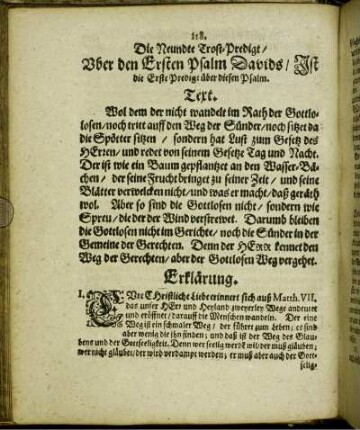 118.
Die Neundte Trost-Predigt/
Vber den Ersten Psalm Davids/ Ist
die Erste Predigt über diesen Psalm.
Text.
Wol dem der nicht wandelt im Rath der Gottlo-
losen/noch tritt auff den Weg der Sünder/noch sitzet da
die Spötter sitzen / sondern hat Lust zum Gesetz des
HErren/und redet von seinem Gesetze Tag und Nacht.
Der ist wie ein Baum gepflantzet an den Wasser-Bä-
chen / der seine Frucht bringet zu seiner Zeit / und seine
Blätter verwelcken nicht/und was er macht/daß geräth
wol. Aber so sind die Gottlosen nicht / sondern wie
Spreu/die der der Wind verstrewet. Darumb bleiben
die Gottlosen nicht im Gerichte/noch die Sünder in der
Gemeine der Gerechten. Denn der HErr kennet den
Weg der Gerechten/aber der Gottlosen Weg vergehet.
Erklärung.
I. Christliche Liebe erinnert sich auß Matth. VII.
das unser HErr und Heyland zweyerley Wege andeutet
und eröffnet/darauff die Menschen wandeln. Der eine
Weg ist ein schmaler Weg / der führet zum Leben; es sind
aber wenig die ihn finden; und daß ist der Weg des Glau-
bens und der Gottseeligkeit. Denn wer seelig werde wil/der muß gläuben;
wer nicht gläubet/der wird verdampt werden; er muß aber auch der Gott-
selig-